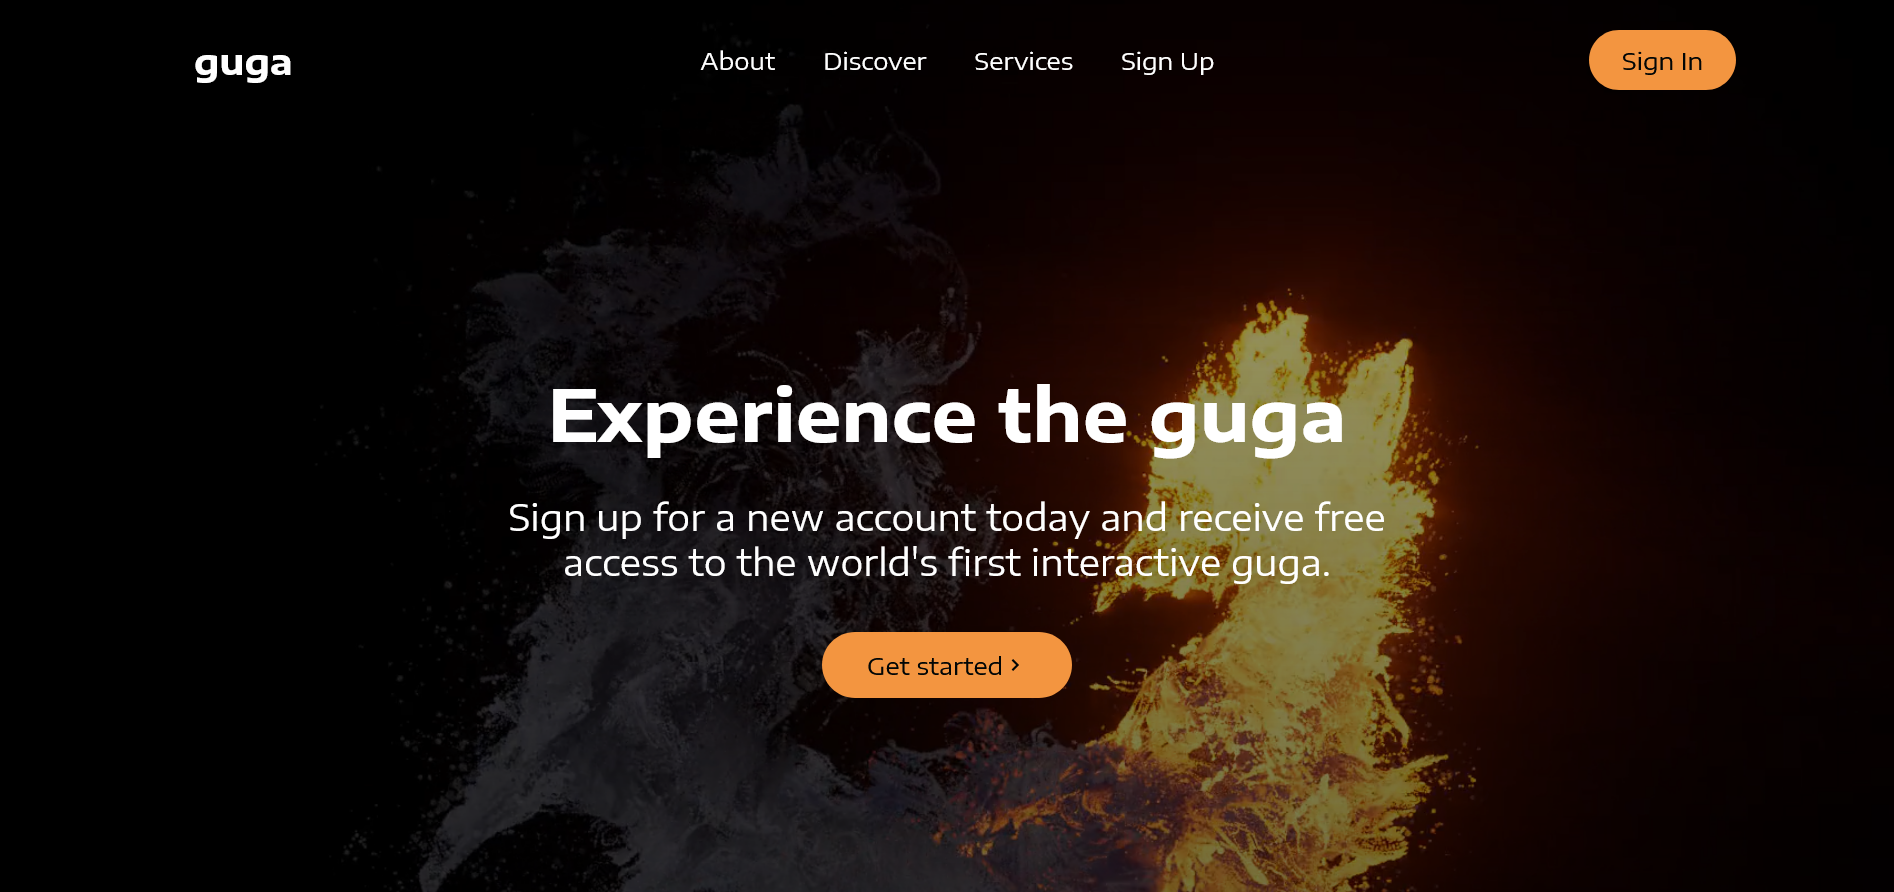 guga
About
Discover
Services
Sign Up
Sign In
Experience the guga
Sign up for a new account today and receive free
access to the world's first interactive guga.
Get started